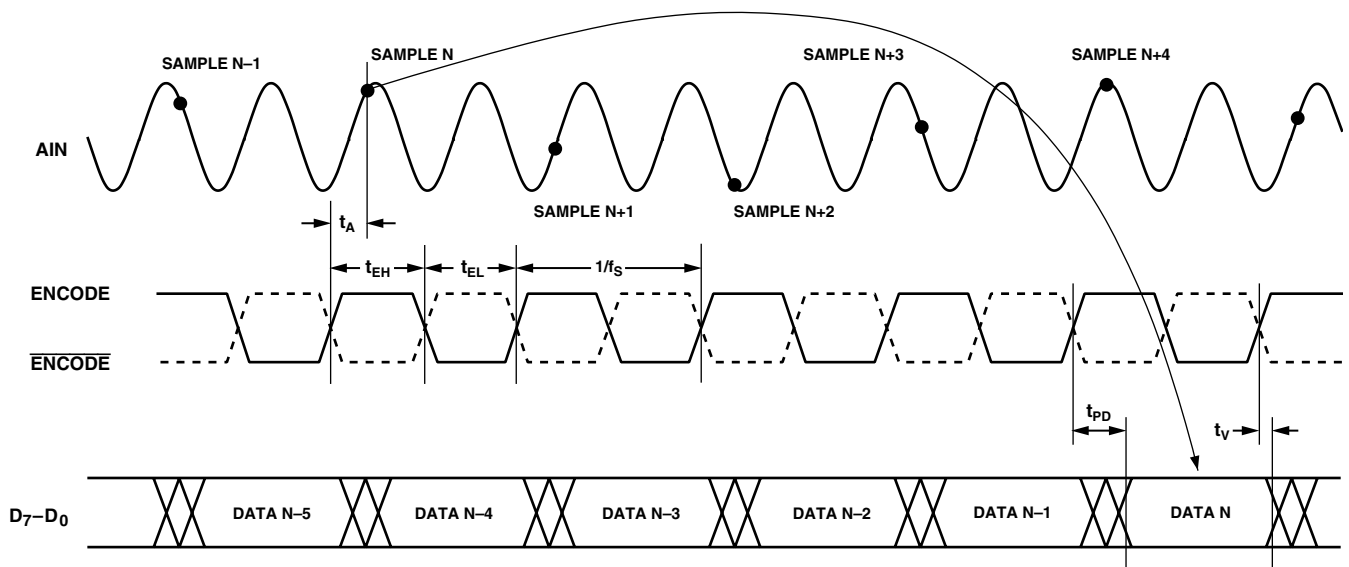 SAMPLE N–1
SAMPLE N
SAMPLE N+3
SAMPLE N+4
AIN
SAMPLE N+1
SAMPLE N+2
tA
tEH
tEL
1/fS
ENCODE
ENCODE
tPD
tV
D7–D0
DATA N–5
DATA N–4
DATA N–3
DATA N–2
DATA N–1
DATA N